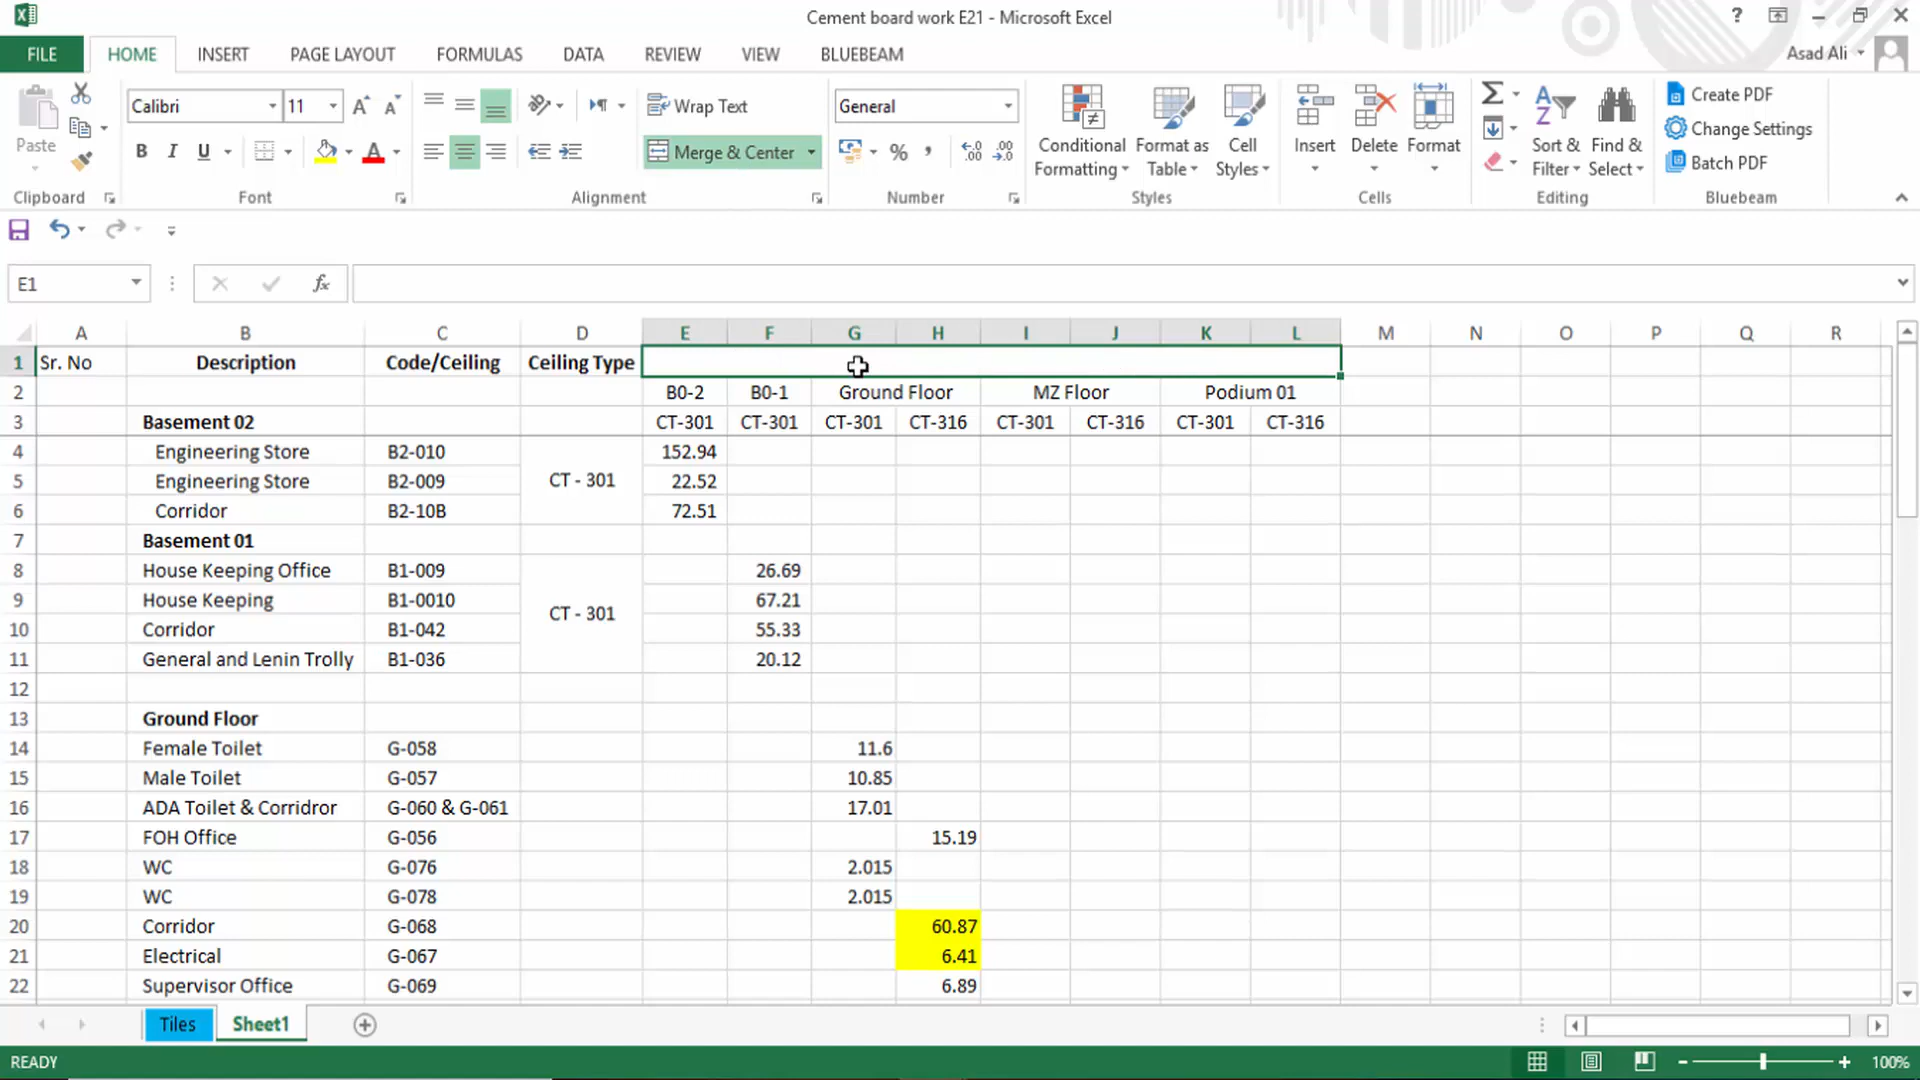 Cement board work E21 - Microsoft Excel
?
FILE HOME INSERT PAGE LAYOUT FORMULAS DATA REVIEW VIEW BLUEBEAM
Asad Ali
Paste
Calibri 11
B I U
Wrap Text
Merge & Center
General
%
Conditional Formatting
Format as Table
Cell Styles
Insert Delete Format
Sort & Filter
Find & Select
Create PDF
Change Settings
Batch PDF
Clipboard Font Alignment Number Styles Cells Editing Bluebeam
E1 fx
A B C D E F G H I J K L M N O P Q R
1 Sr. No Description Code/Ceiling Ceiling Type
2 B0-2 B0-1 Ground Floor MZ Floor Podium 01
3 Basement 02 CT-301 CT-301 CT-301 CT-316 CT-301 CT-316 CT-301 CT-316
4 Engineering Store B2-010 152.94
5 Engineering Store B2-009 CT - 301 22.52
6 Corridor B2-10B 72.51
7 Basement 01
8 House Keeping Office B1-009 26.69
9 House Keeping B1-0010 CT - 301 67.21
10 Corridor B1-042 55.33
11 General and Lenin Trolly B1-036 20.12
12
13 Ground Floor
14 Female Toilet G-058 11.6
15 Male Toilet G-057 10.85
16 ADA Toilet & Corridror G-060 & G-061 17.01
17 FOH Office G-056 15.19
18 WC G-076 2.015
19 WC G-078 2.015
20 Corridor G-068 60.87
21 Electrical G-067 6.41
22 Supervisor Office G-069 6.89
Tiles Sheet1
READY 100%